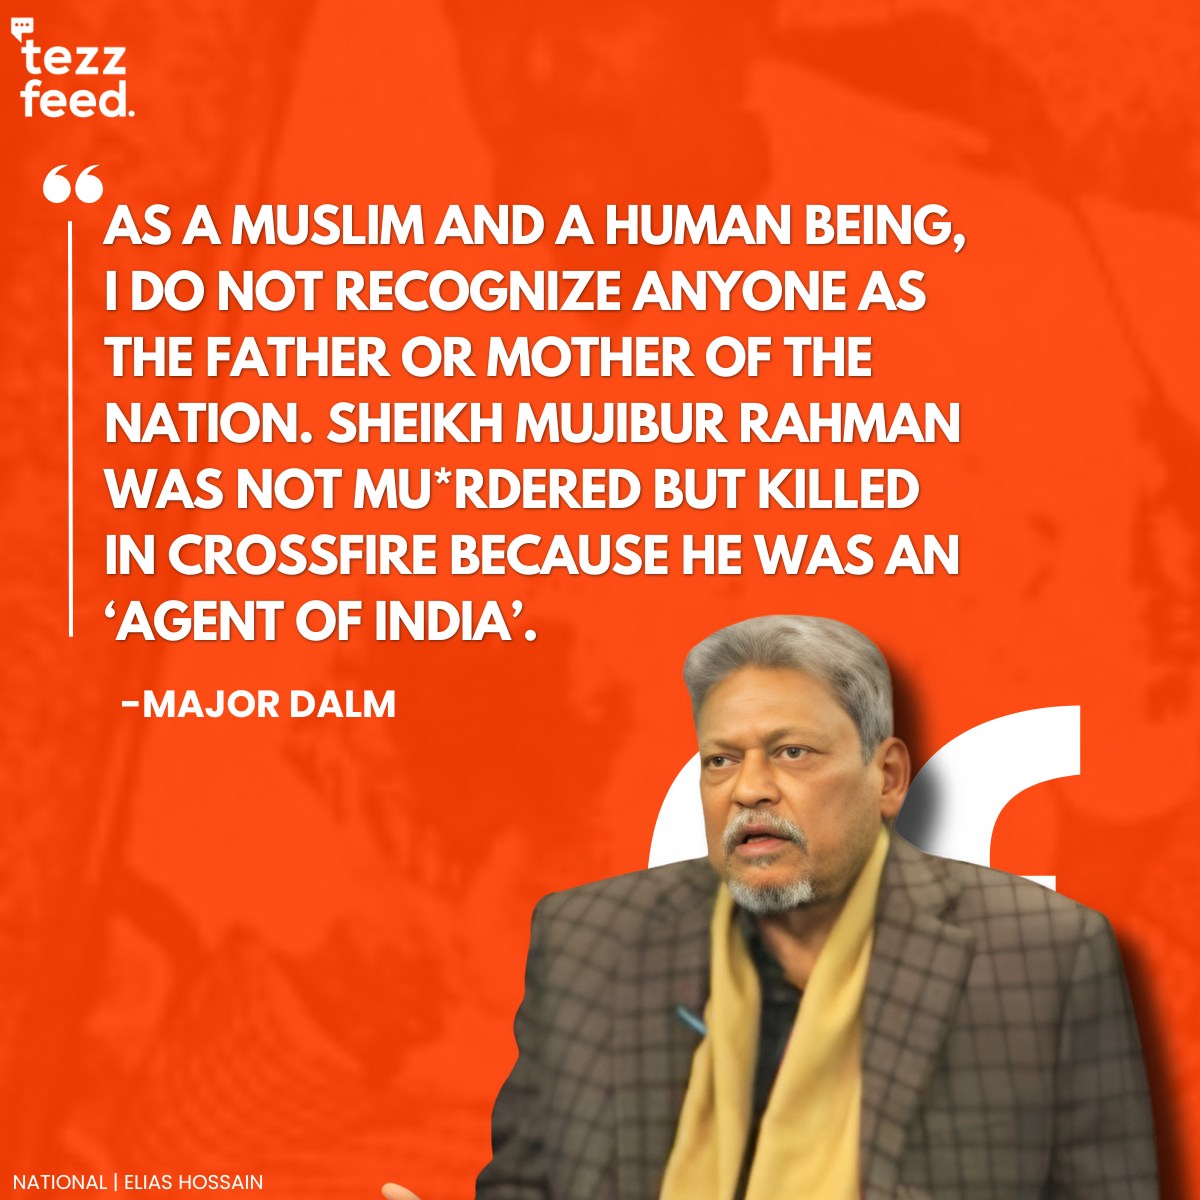 tezz
feed.
“AS A MUSLIM AND A HUMAN BEING,
I DO NOT RECOGNIZE ANYONE AS
THE FATHER OR MOTHER OF THE
NATION. SHEIKH MUJIBUR RAHMAN
WAS NOT MU*RDERED BUT KILLED
IN CROSSFIRE BECAUSE HE WAS AN
‘AGENT OF INDIA’.
-MAJOR DALM
f
NATIONAL | ELIAS HOSSAIN